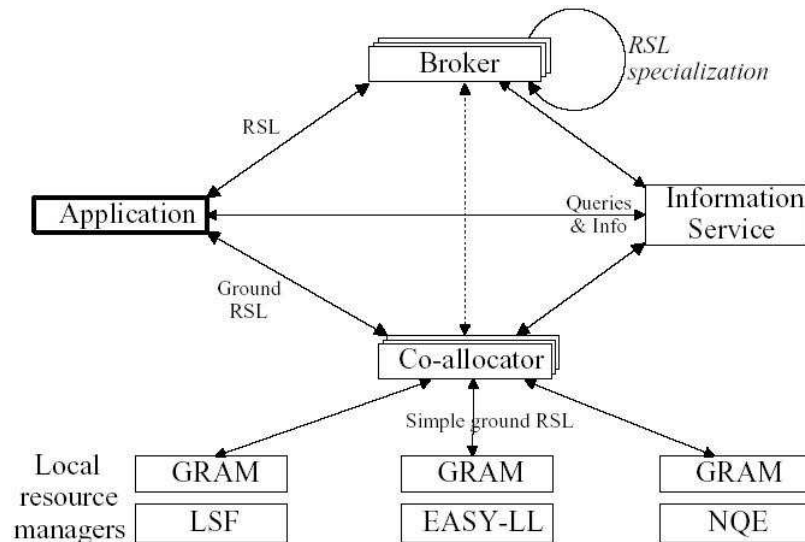 Broker
RSL
specialization
RSL
Application
Queries
& Info
Information
Service
Ground
RSL
Co-allocator
Simple ground RSL
Local
resource
managers
GRAM
GRAM
GRAM
LSF
EASY-LL
NQE